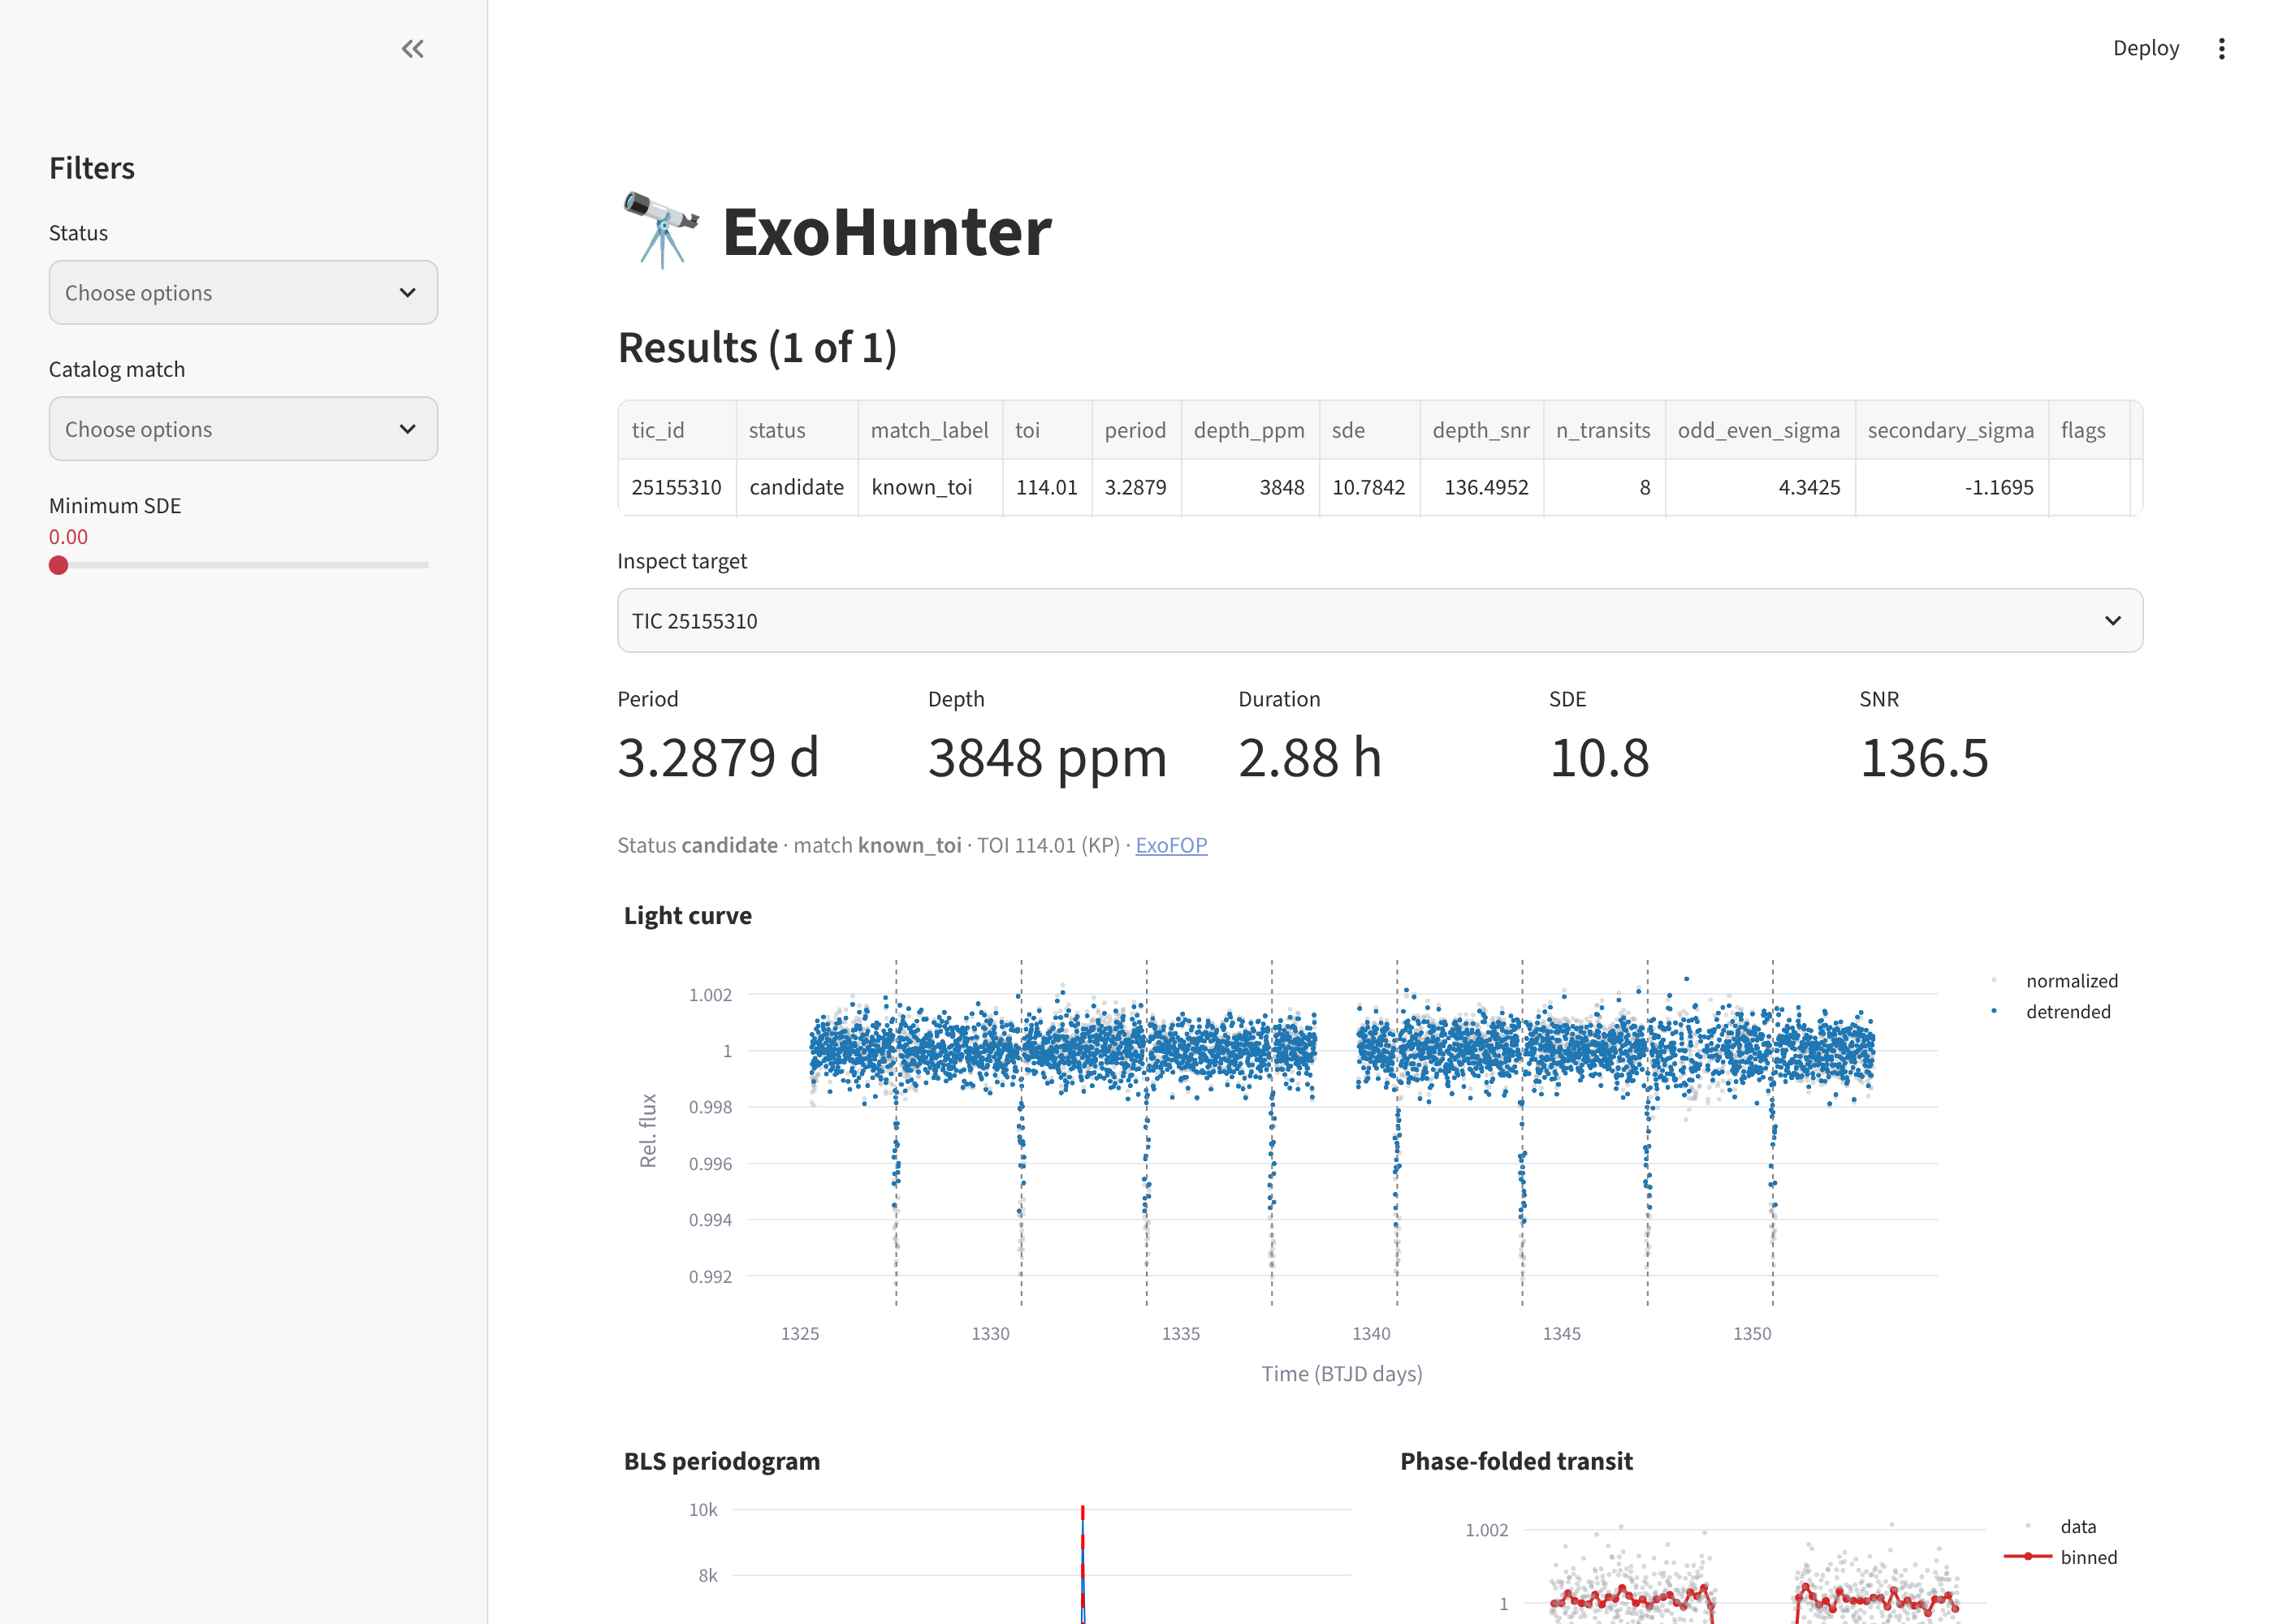 Deploy
Filters
Status
Choose options
Catalog match
Choose options
Minimum SDE
0.00
ExoHunter
Results (1 of 1)
tic_id status match_label toi period depth_ppm sde depth_snr n_transits odd_even_sigma secondary_sigma flags
25155310 candidate known_toi 114.01 3.2879 3848 10.7842 136.4952 8 4.3425 -1.1695
Inspect target
TIC 25155310
Period Depth Duration SDE SNR
3.2879 d 3848 ppm 2.88 h 10.8 136.5
Status candidate · match known_toi · TOI 114.01 (KP) · ExoFOP
Light curve
normalized
detrended
1.002
1
0.998
0.996
0.994
0.992
Rel. flux
1325 1330 1335 1340 1345 1350
Time (BTJD days)
BLS periodogram
10k
8k
Phase-folded transit
1.002
1
data
binned